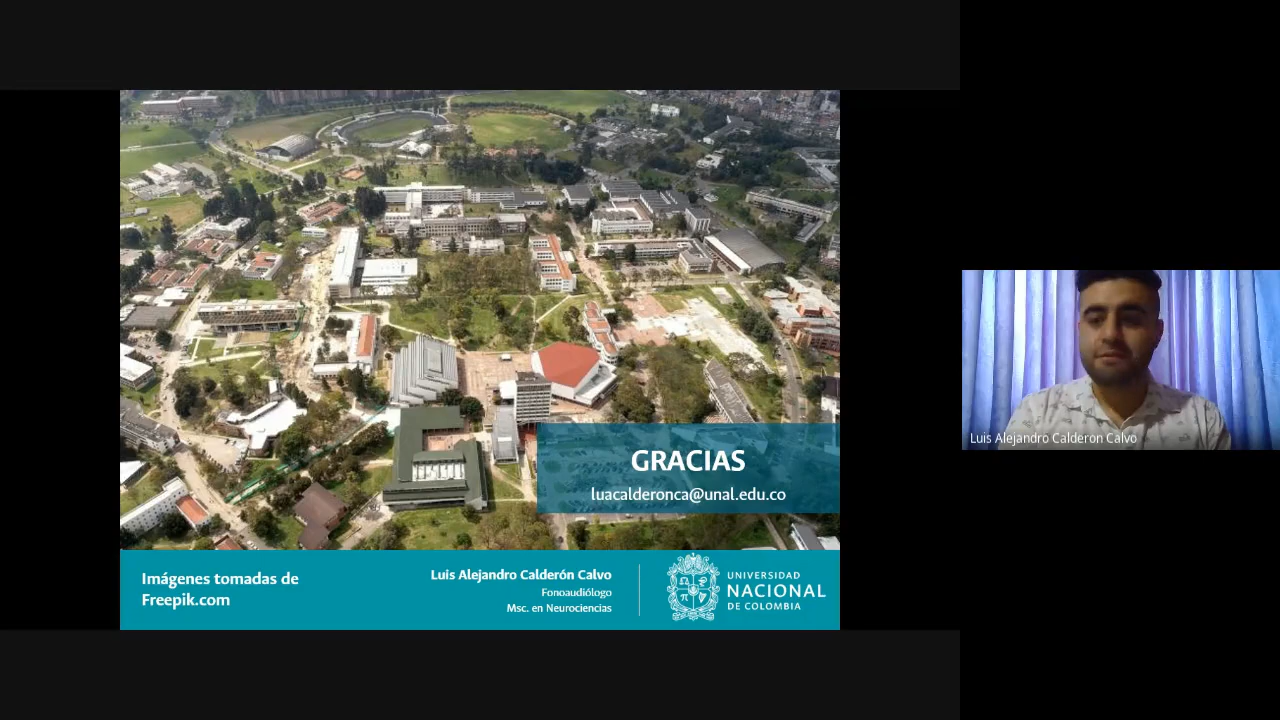 GRACIAS
luacalderonca@unal.edu.co
Imágenes tomadas de
Freepik.com
Luis Alejandro Calderón Calvo
Fonoaudiólogo
Msc. en Neurociencias
UNIVERSIDAD
NACIONAL
DE COLOMBIA
Luis Alejandro Calderon Calvo